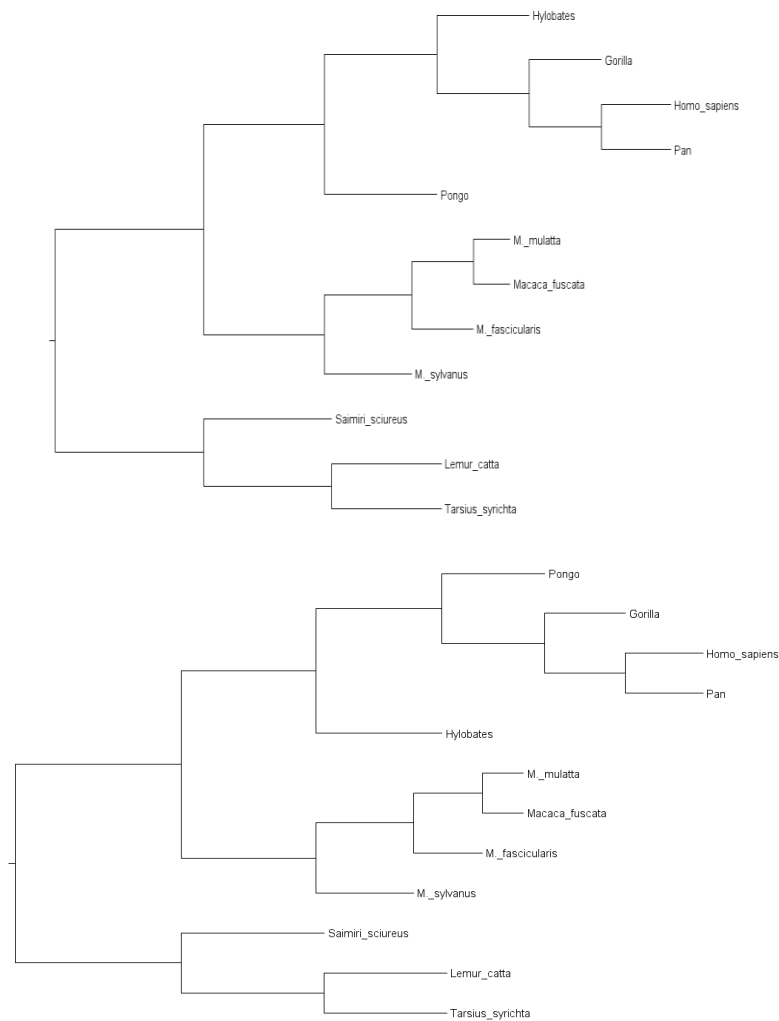 Hylobates
Gorilla
Homo_sapiens
Pan
Pongo
M._mulatta
Macaca_fuscata
M._fascicularis
M._sylvanus
Saimiri_sciureus
Lemur_catta
Tarsius_syrichta
Pongo
Gorilla
Homo_sapiens
Pan
Hylobates
M._mulatta
Macaca_fuscata
M._fascicularis
M._sylvanus
Saimiri_sciureus
Lemur_catta
Tarsius_syrichta